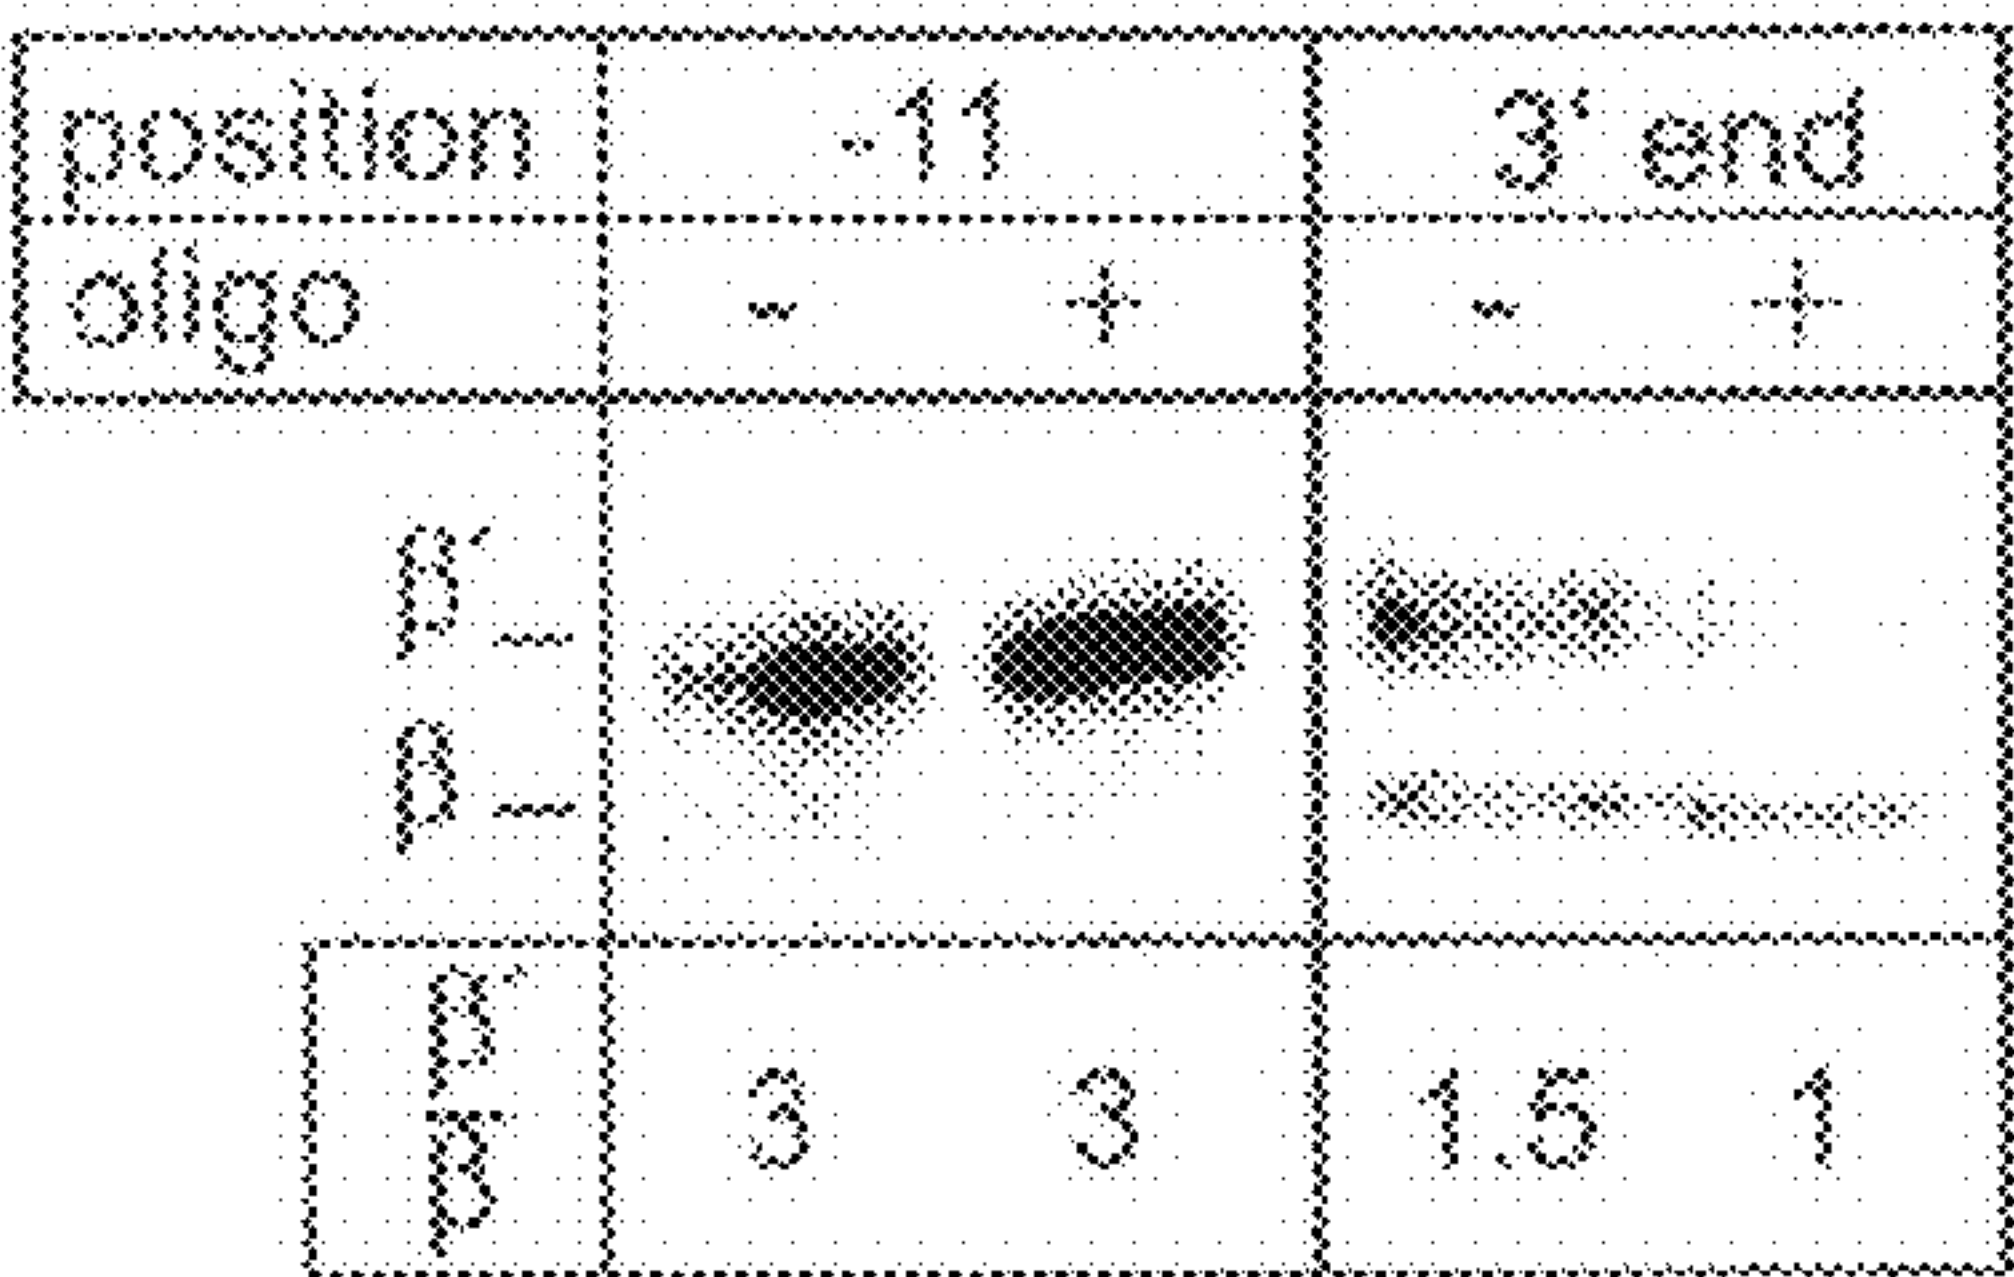 position -11 3' end
oligo - + - +
β'
β
β'
β 3 3 1.5 1